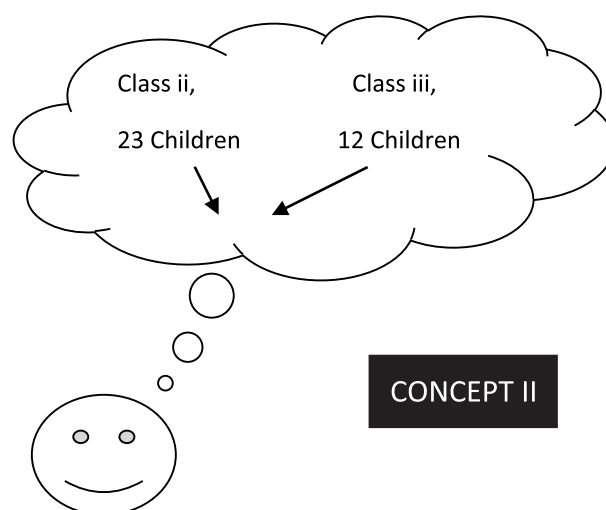 Class ii,
Class iii,
23 Children
12 Children
CONCEPT II